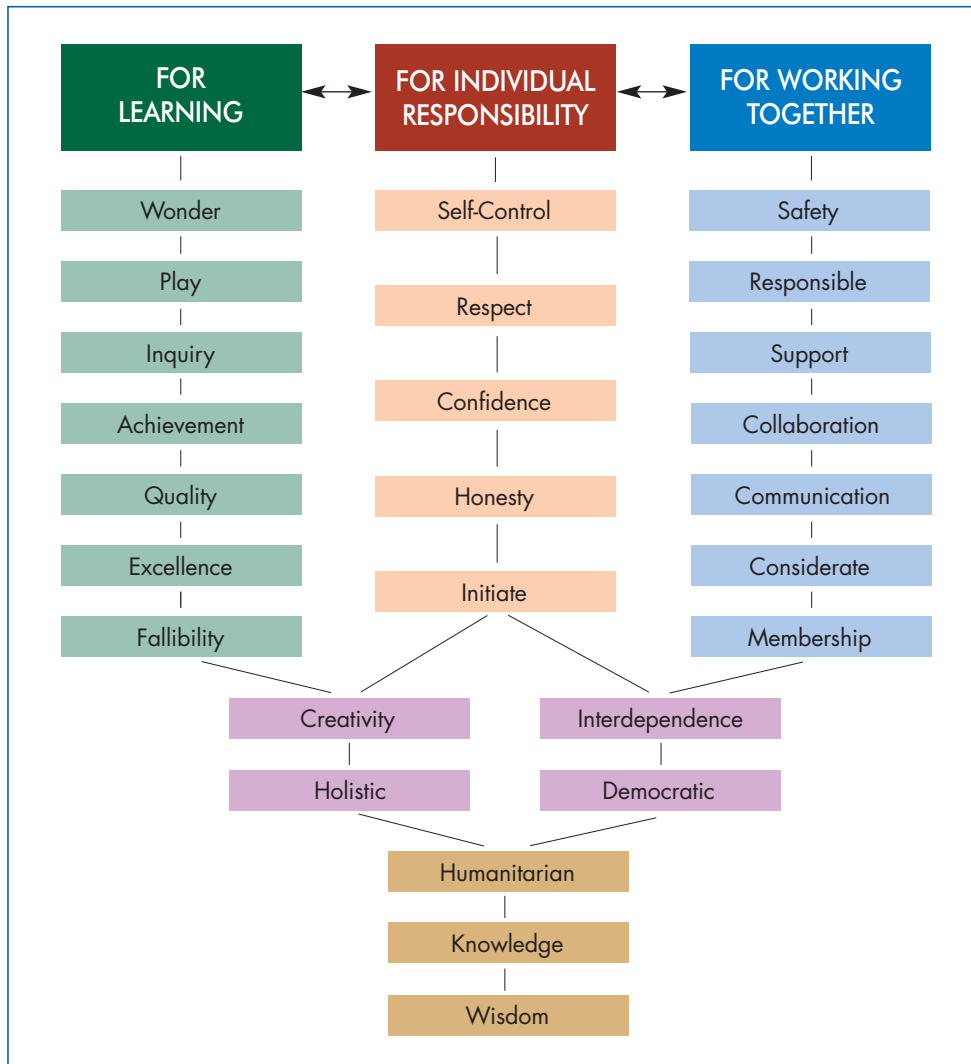 FOR
LEARNING
FOR INDIVIDUAL
RESPONSIBILITY
FOR WORKING
TOGETHER
Wonder
Play
Inquiry
Achievement
Quality
Excellence
Fallibility
Self-Control
Respect
Confidence
Honesty
Initiate
Safety
Responsible
Support
Collaboration
Communication
Considerate
Membership
Creativity
Holistic
Interdependence
Democratic
Humanitarian
Knowledge
Wisdom